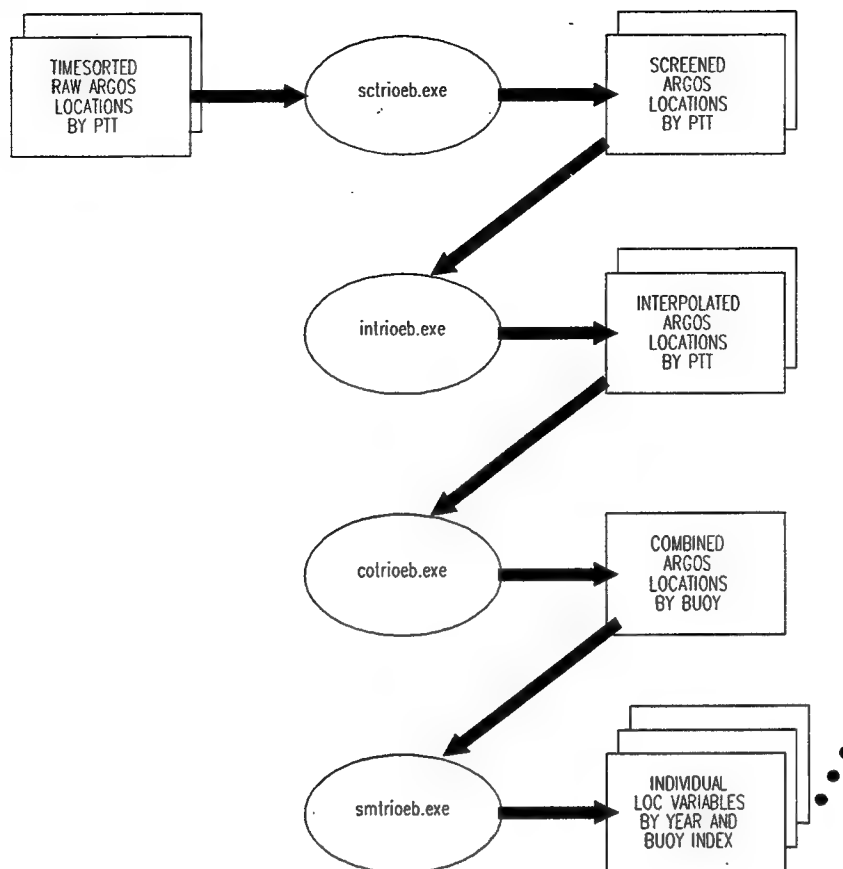 TIMESORTED
RAW ARGOS
LOCATIONS
BY PTT
sctrioeb.exe
SCREENED
ARGOS
LOCATIONS
BY PTT
intrioeb.exe
INTERPOLATED
ARGOS
LOCATIONS
BY PTT
cotrioeb.exe
COMBINED
ARGOS
LOCATIONS
BY BUOY
smtrioeb.exe
INDIVIDUAL
LOC VARIABLES
BY YEAR AND
BUOY INDEX